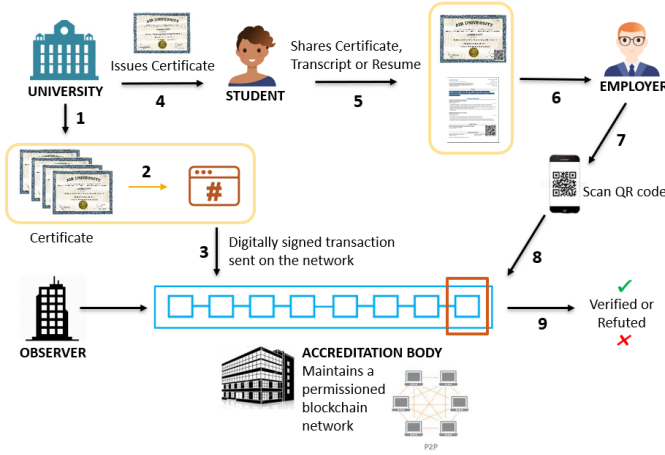 AIR UNIVERSITY
Issues Certificate
Shares Certificate,
Transcript or Resume
UNIVERSITY
4
STUDENT
5
6
EMPLOYER
1
7
2
#
Scan QR code
Certificate
3
Digitally signed transaction
sent on the network
8
9
Verified or
Refuted
OBSERVER
ACCREDITATION BODY
Maintains a
permissioned
blockchain
network
P2P